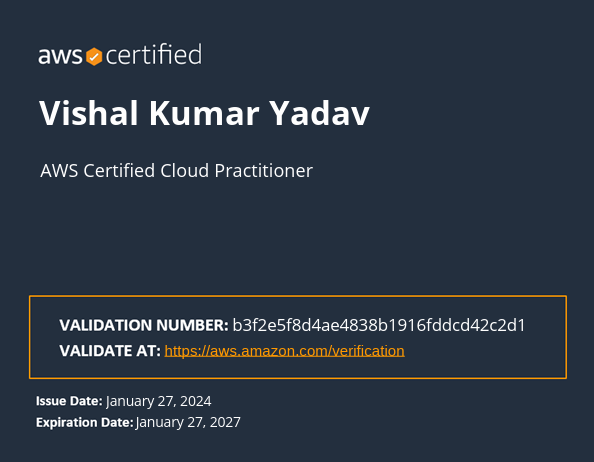 aws certified
Vishal Kumar Yadav
AWS Certified Cloud Practitioner
VALIDATION NUMBER: b3f2e5f8d4ae4838b1916fddcd42c2d1
VALIDATE AT: https://aws.amazon.com/verification
Issue Date: January 27, 2024
Expiration Date: January 27, 2027